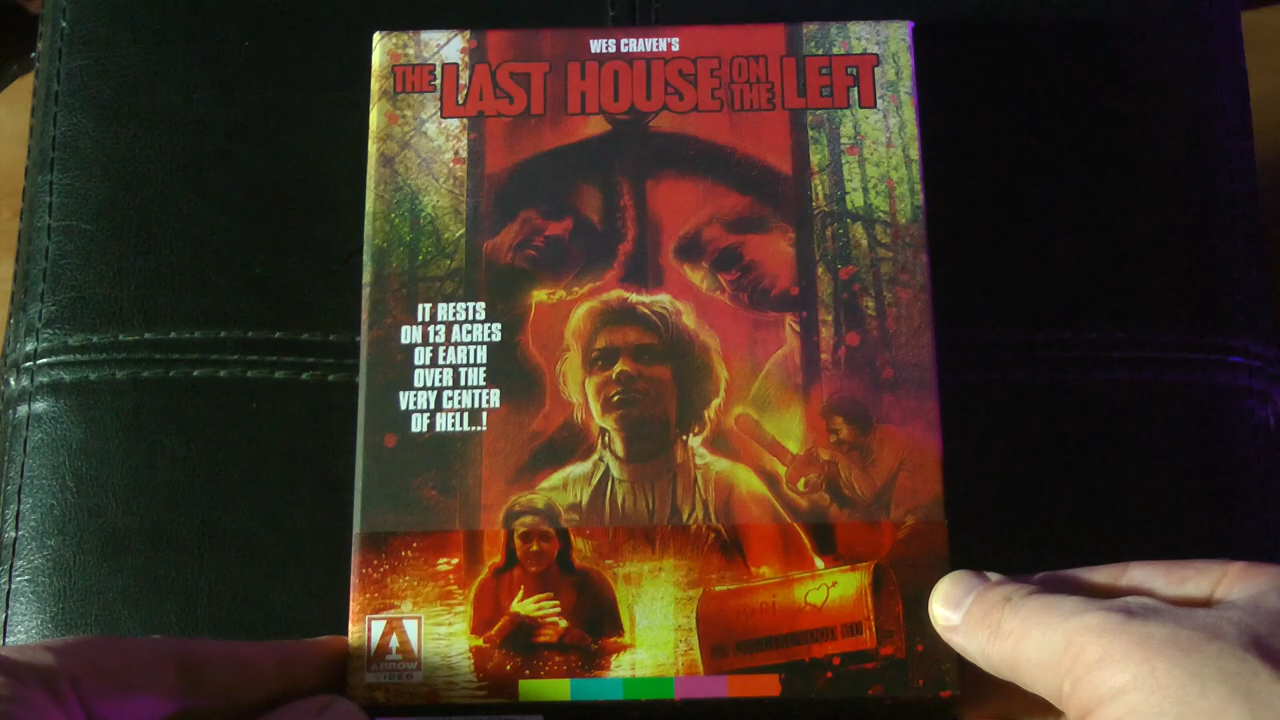 WES CRAVEN'S
THE LAST HOUSE ON THE LEFT
IT RESTS
ON 13 ACRES
OF EARTH
OVER THE
VERY CENTER
OF HELL..!
MARI
ARROW
VIDEO